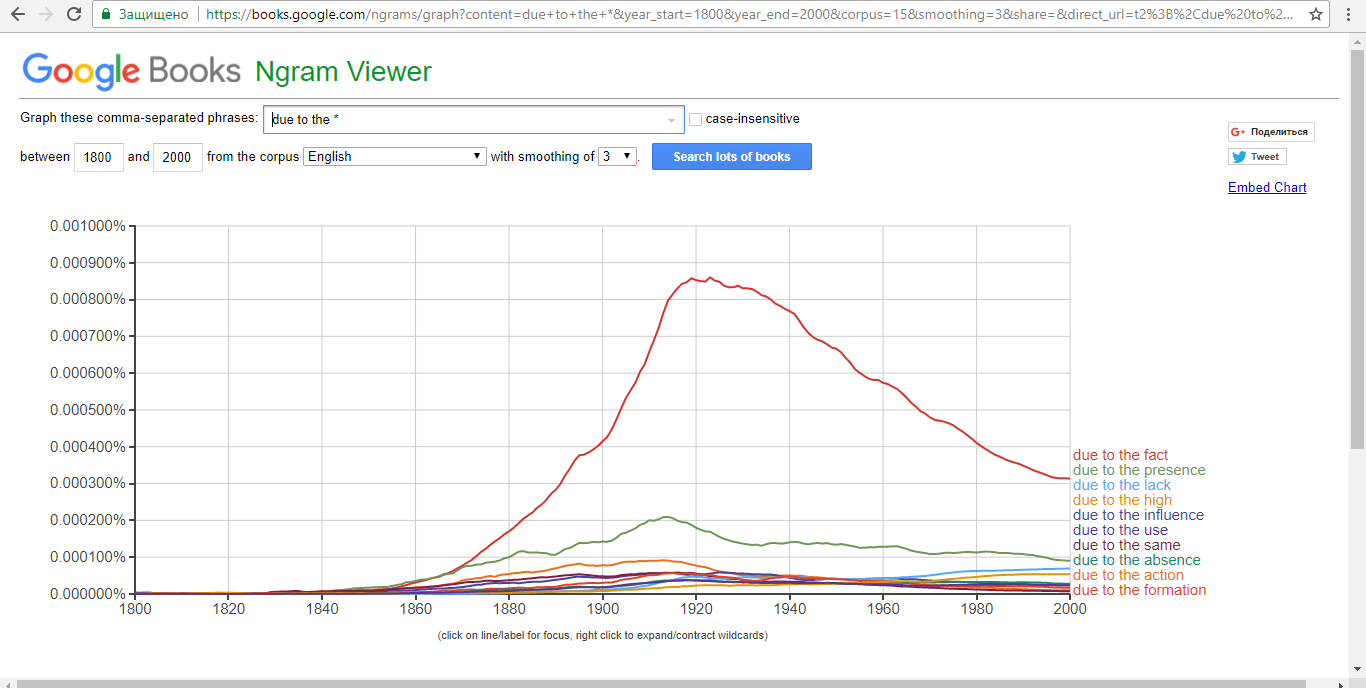 Защищено https://books.google.com/ngrams/graph?content=due+to+the+*&year_start=1800&year_end=2000&corpus=15&smoothing=3&share=&direct_url=t2%3B%2Cdue%20to%2...
Google Books Ngram Viewer
Graph these comma-separated phrases: due to the * case-insensitive
between 1800 and 2000 from the corpus English with smoothing of 3 . Search lots of books
G+ Поделиться
Tweet
Embed Chart
0.001000%
0.000900%
0.000800%
0.000700%
0.000600%
0.000500%
0.000400%
0.000300%
0.000200%
0.000100%
0.000000%
1800 1820 1840 1860 1880 1900 1920 1940 1960 1980 2000
due to the fact
due to the presence
due to the lack
due to the high
due to the influence
due to the use
due to the same
due to the absence
due to the action
due to the formation
(click on line/label for focus, right click to expand/contract wildcards)